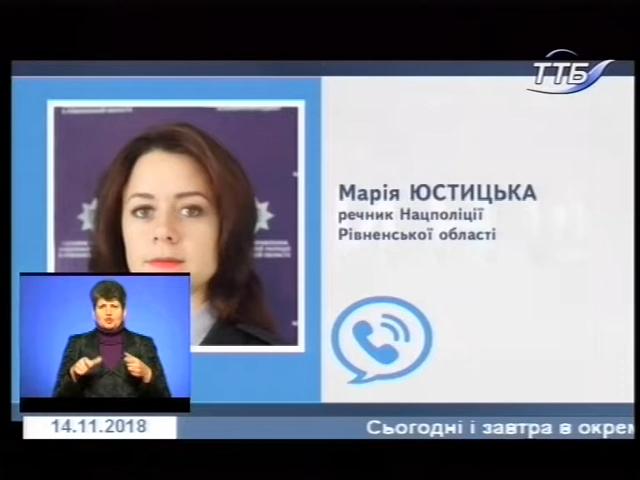 ТТБ
Марія ЮСТИЦЬКА
речник Нацполіції
Рівненської області
14.11.2018
Сьогодні і завтра в окрем